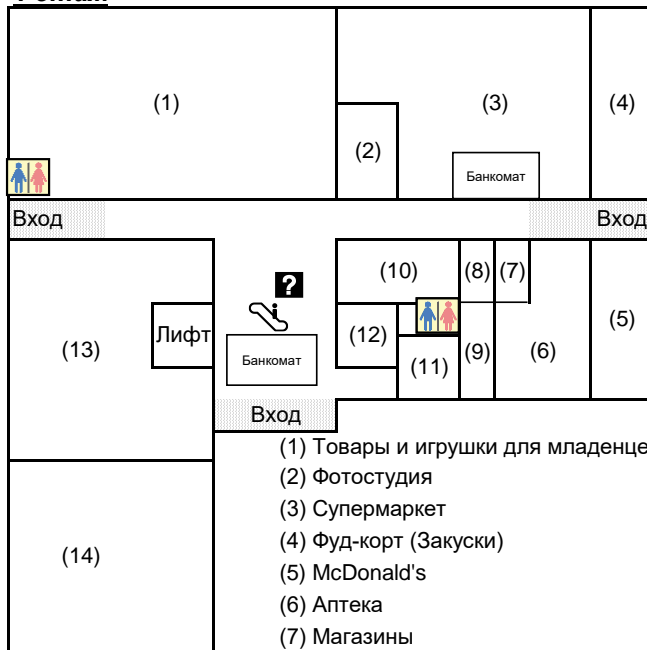 (1)
(3)
(4)
(2)
Банкомат
Вход
Вход
(10)
(8)
(7)
?
(5)
Лифт
(12)
(13)
Банкомат
(11)
(9)
(6)
Вход
(1) Товары и игрушки для младенце
(2) Фотостудия
(3) Супермаркет
(14)
(4) Фуд-корт (Закуски)
(5) McDonald's
(6) Аптека
(7) Магазины